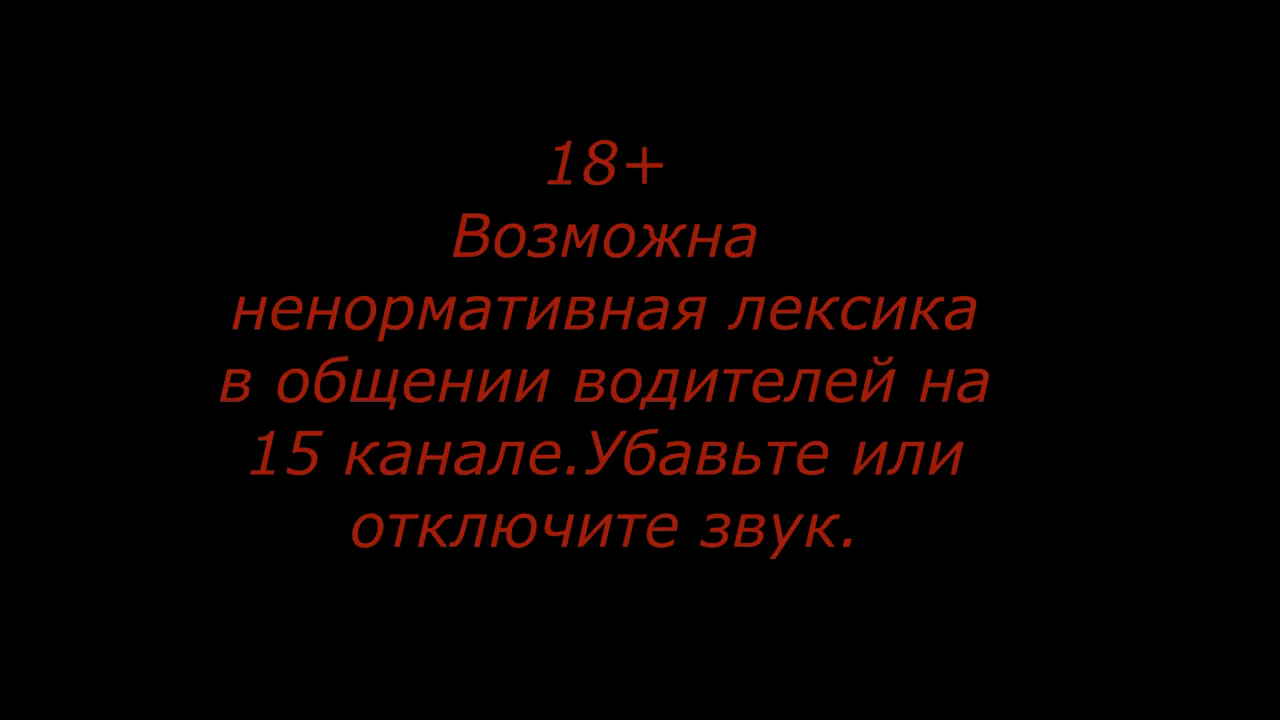 18+
Возможна
ненормативная лексика
в общении водителей на
15 канале.Убавьте или
отключите звук.